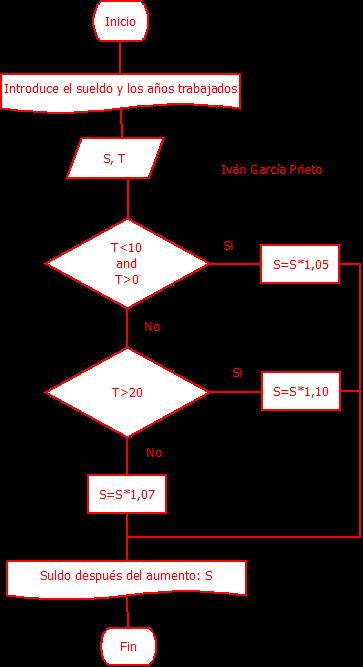 Inicio
Introduce el sueldo y los años trabajados
S, T
Iván García Prieto
T<10
and
T>0
Si
S=S*1,05
No
T>20
Si
S=S*1,10
No
S=S*1,07
Suldo después del aumento: S
Fin